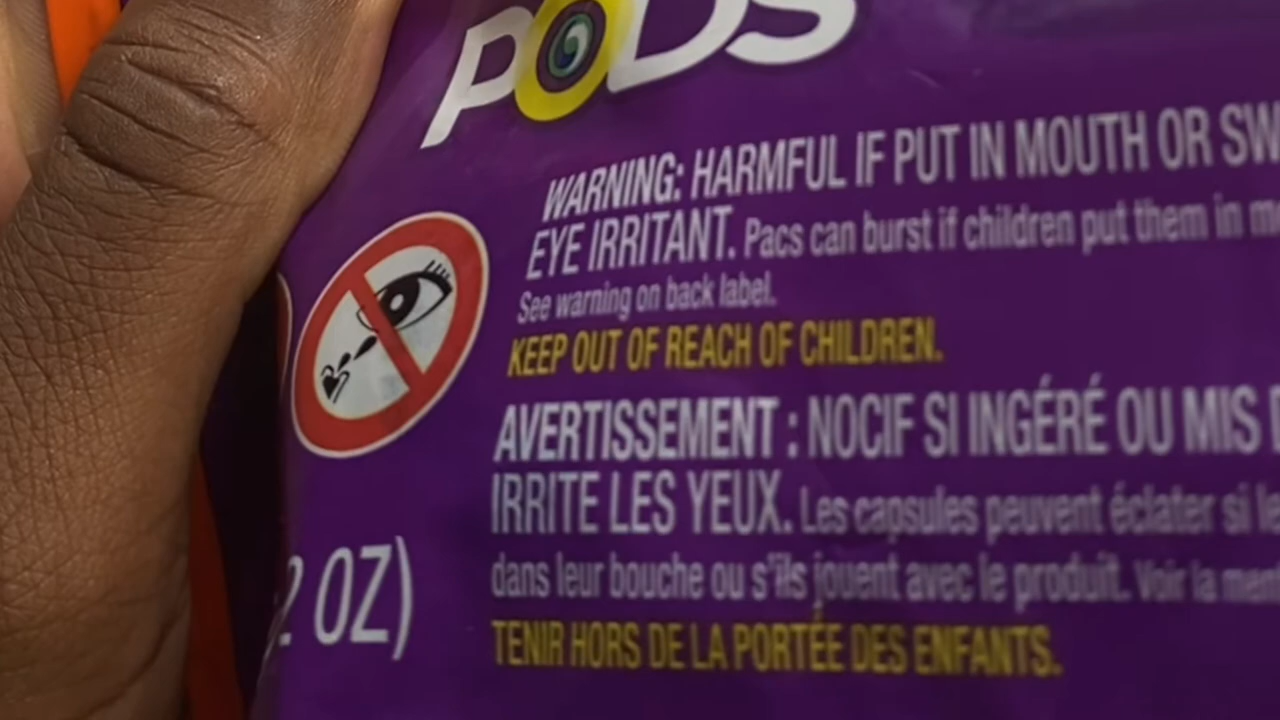 PODS
WARNING: HARMFUL IF PUT IN MOUTH OR SW
EYE IRRITANT. Pacs can burst if children put them in m
See warning on back label.
KEEP OUT OF REACH OF CHILDREN.
AVERTISSEMENT : NOCIF SI INGÉRÉ OU MIS
IRRITE LES YEUX. Les capsules peuvent éclater si le
dans leur bouche ou s'ils jouent avec le produit. Voir la men
TENIR HORS DE LA PORTÉE DES ENFANTS.
2 OZ)